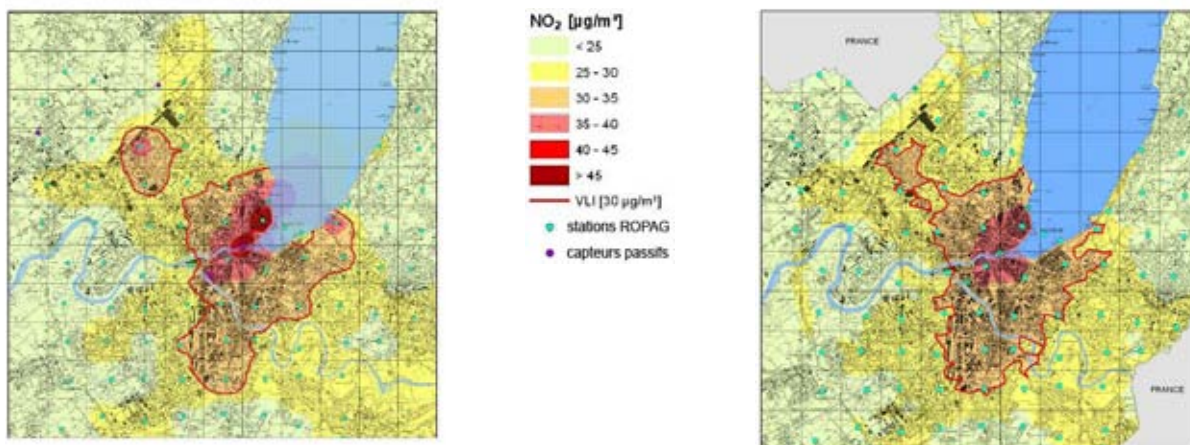 NO₂ [µg/m³]
< 25
25 - 30
30 - 35
35 - 40
40 - 45
> 45
VLI [30 µg/m³]
stations ROPAG
capteurs passifs
FRANCE
FRANCE